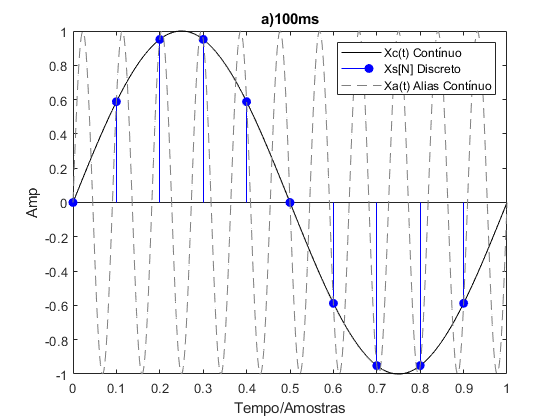 a)100ms
Xc(t) Contínuo
Xs[N] Discreto
Xa(t) Alias Contínuo
1
0.8
0.6
0.4
0.2
0
-0.2
-0.4
-0.6
-0.8
-1
Amp
0 0.1 0.2 0.3 0.4 0.5 0.6 0.7 0.8 0.9 1
Tempo/Amostras